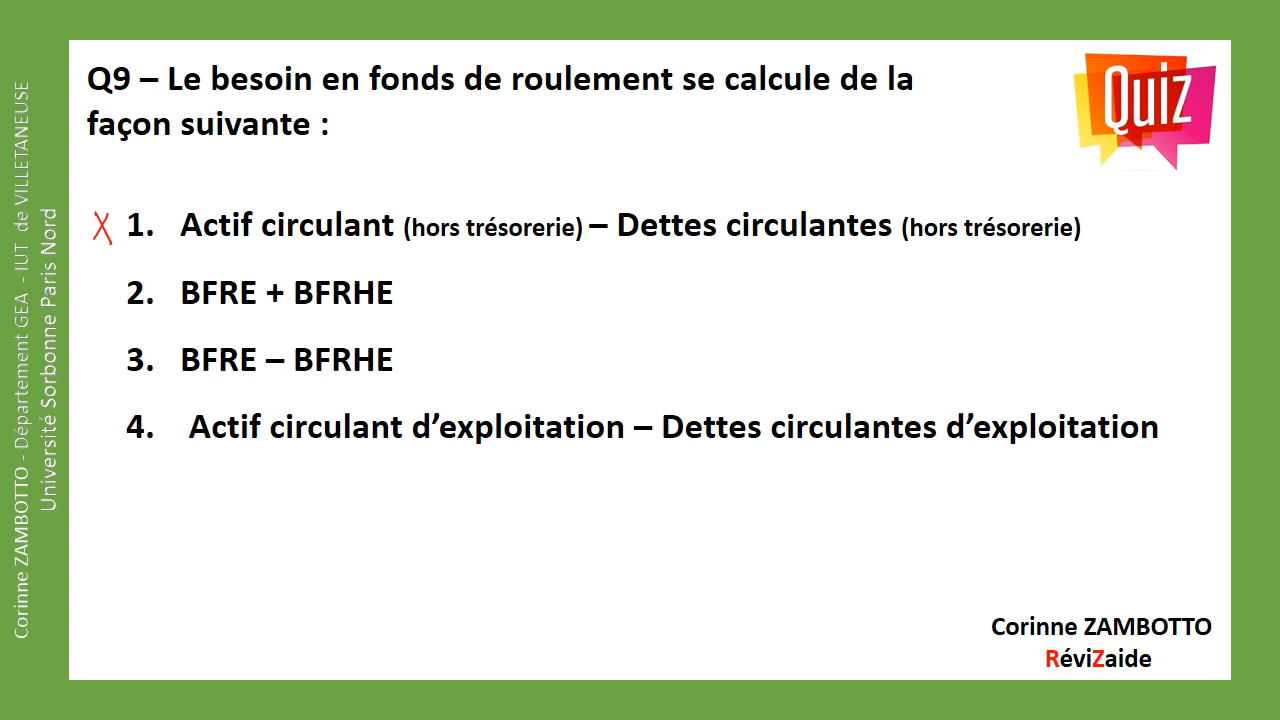 Q9 – Le besoin en fonds de roulement se calcule de la
façon suivante :
Quiz
X 1. Actif circulant (hors trésorerie) – Dettes circulantes (hors trésorerie)
2. BFRE + BFRHE
3. BFRE – BFRHE
4. Actif circulant d’exploitation – Dettes circulantes d’exploitation
Corinne ZAMBOTTO
RéviZaide
Corinne ZAMBOTTO - Département GEA - IUT de VILLETANEUSE
Université Sorbonne Paris Nord